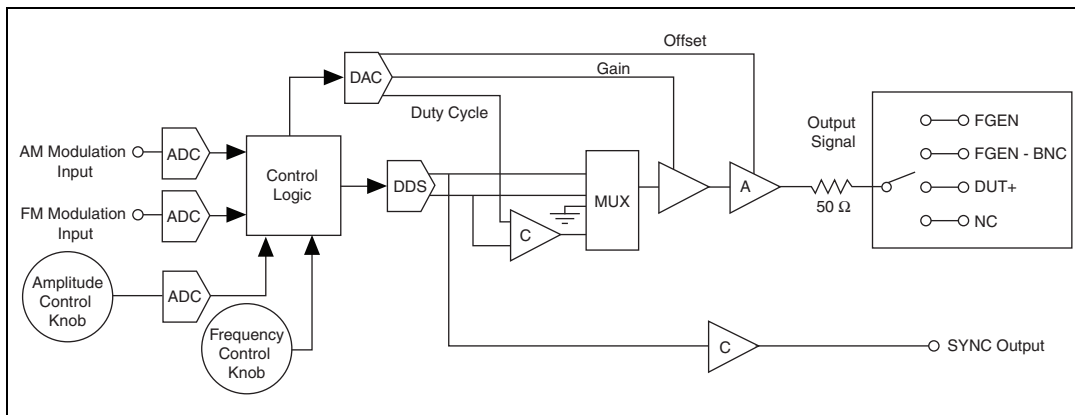 Offset
DAC
Gain
Duty Cycle
AM Modulation
Input
ADC
Control
Logic
DDS
MUX
A
Output
Signal
50 Ω
FGEN
FGEN - BNC
DUT+
NC
FM Modulation
Input
ADC
C
Amplitude
Control
Knob
ADC
Frequency
Control
Knob
C
SYNC Output